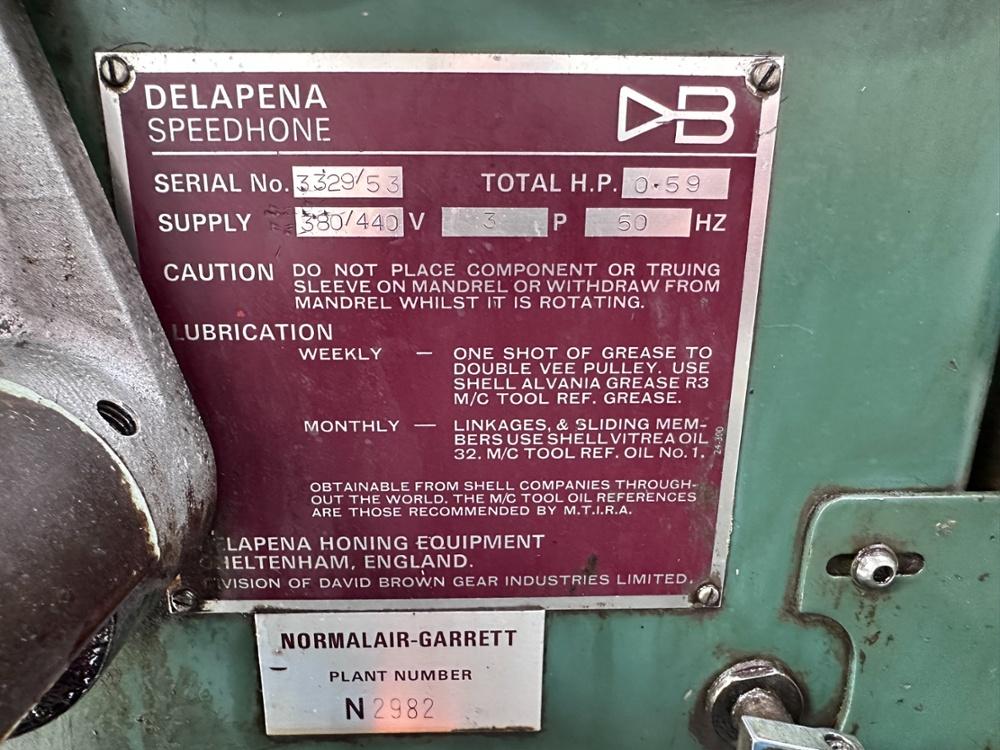 DELAPENA
SPEEDHONE
DB
SERIAL No. 3329/53 TOTAL H.P. 0.59
SUPPLY 380/440 V 3 P 50 HZ
CAUTION DO NOT PLACE COMPONENT OR TRUING
SLEEVE ON MANDREL OR WITHDRAW FROM
MANDREL WHILST IT IS ROTATING.
LUBRICATION
WEEKLY — ONE SHOT OF GREASE TO
DOUBLE VEE PULLEY. USE
SHELL ALVANIA GREASE R3
M/C TOOL REF. GREASE.
MONTHLY — LINKAGES, & SLIDING MEM-
BERS USE SHELL VITREA OIL
32. M/C TOOL REF. OIL No. 1.
24-300
OBTAINABLE FROM SHELL COMPANIES THROUGH-
OUT THE WORLD. THE M/C TOOL OIL REFERENCES
ARE THOSE RECOMMENDED BY M.T.I.R.A.
ELAPENA HONING EQUIPMENT
HELTENHAM, ENGLAND.
IVISION OF DAVID BROWN GEAR INDUSTRIES LIMITED.
NORMALAIR-GARRETT
PLANT NUMBER
N 2982